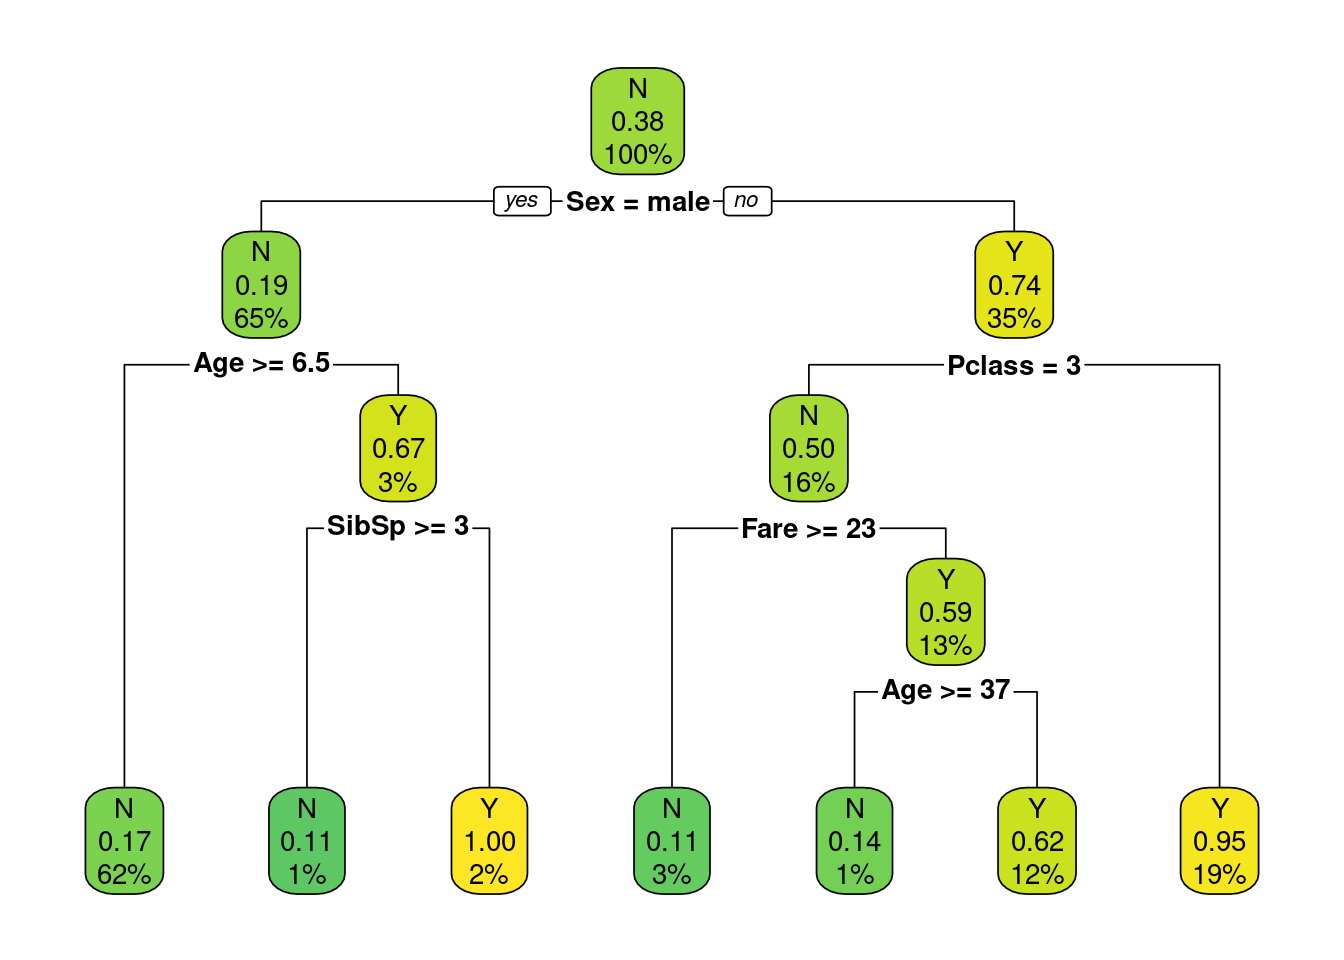 N
0.38
100%
yes Sex = male no
N
0.19
65%
Y
0.74
35%
Age >= 6.5
Pclass = 3
Y
0.67
3%
N
0.50
16%
SibSp >= 3
Fare >= 23
Y
0.59
13%
Age >= 37
N
0.17
62%
N
0.11
1%
Y
1.00
2%
N
0.11
3%
N
0.14
1%
Y
0.62
12%
Y
0.95
19%